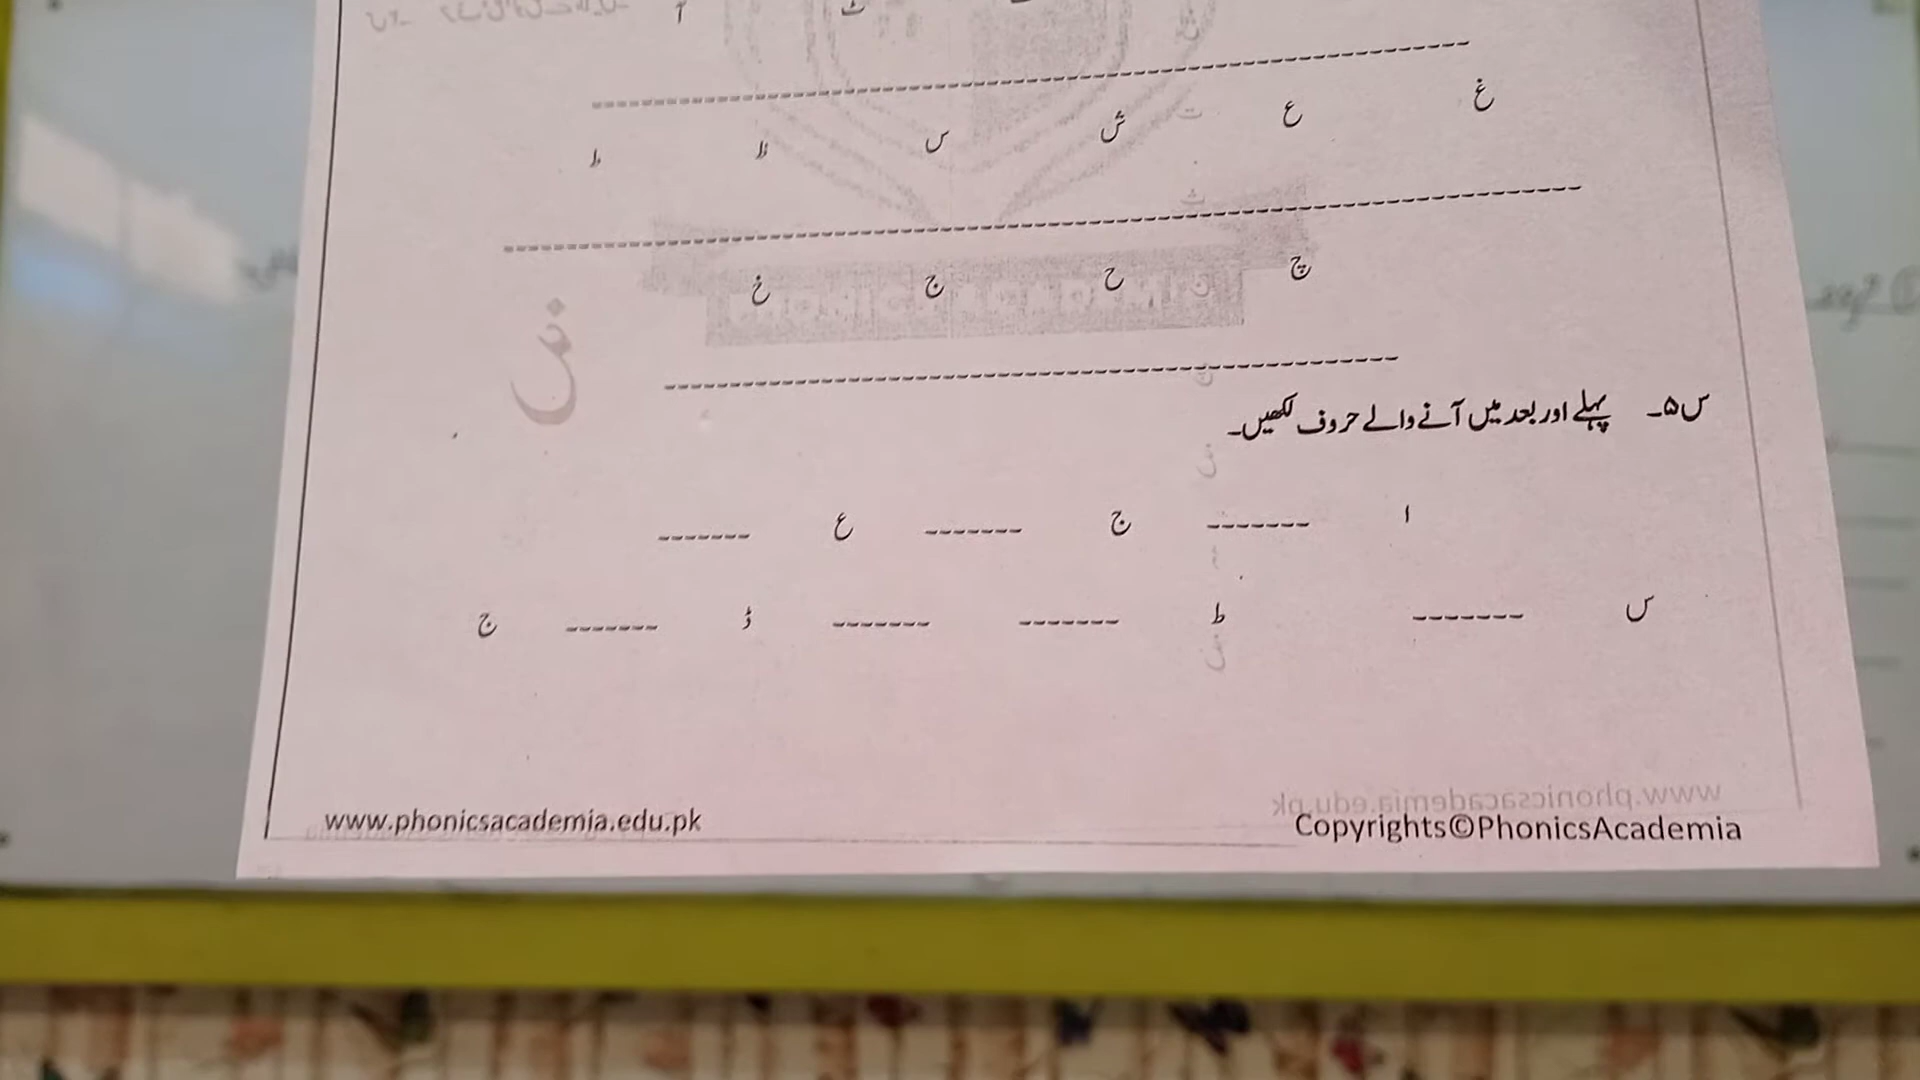 آ ث
غ ع ش س ظ ط
چ ح ج خ
س۵۔ پہلے اور بعد میں آنے والے حروف لکھیں۔
ا ------- ج ------- ع -------
س ------- ط ------- ------- ڈ ------- ج
www.phonicsacademia.edu.pk
Copyrights©PhonicsAcademia